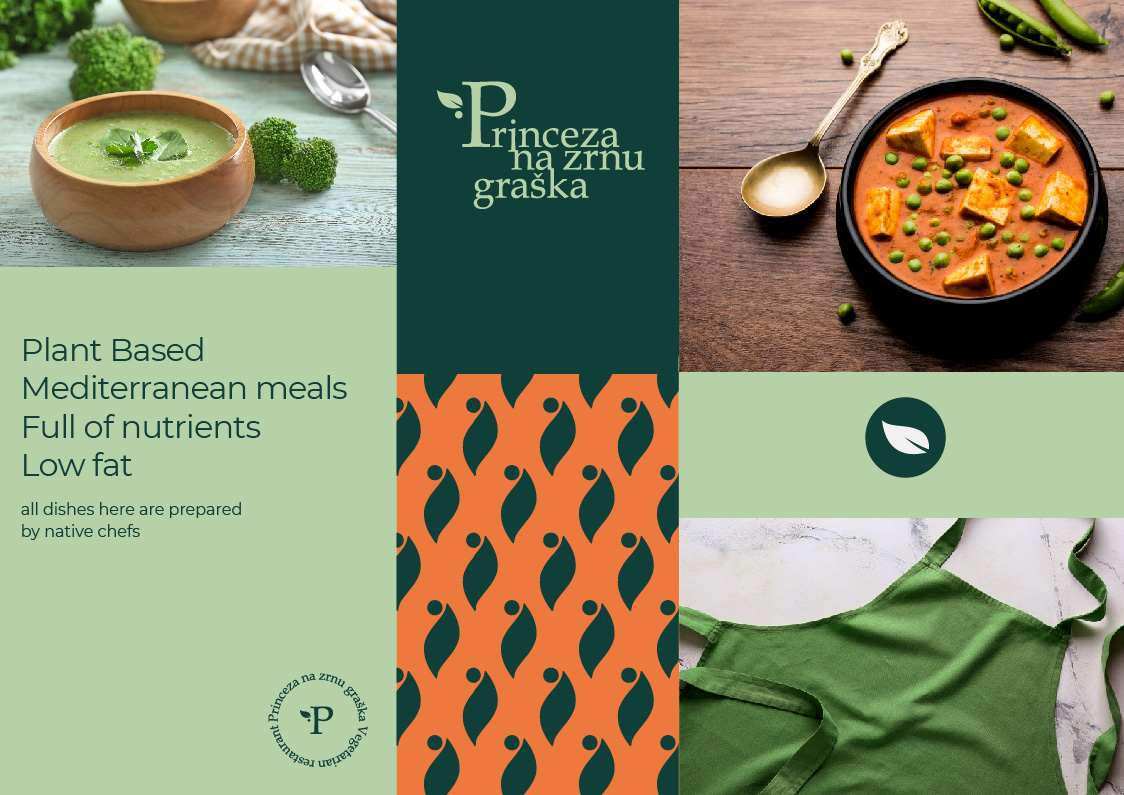 Princeza
na zrnu
graška
Plant Based
Mediterranean meals
Full of nutrients
Low fat
all dishes here are prepared
by native chefs
Princeza na zrnu graška Vegetarian restaurant
P